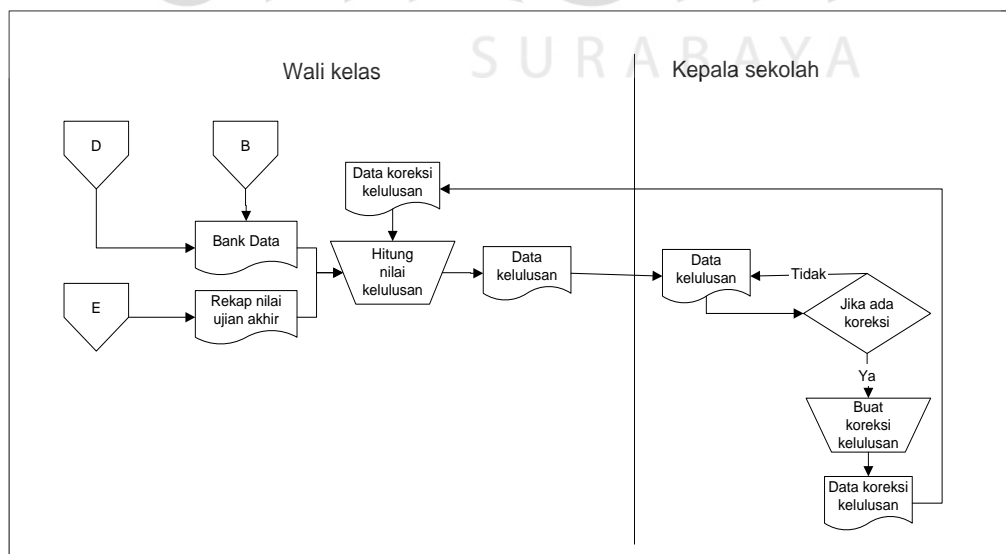 SURABAYA
Wali kelas
Kepala sekolah
D
B
Data koreksi
kelulusan
Bank Data
Hitung
nilai
kelulusan
Data
kelulusan
Data
kelulusan
Tidak
Jika ada
koreksi
E
Rekap nilai
ujian akhir
Ya
Buat
koreksi
kelulusan
Data koreksi
kelulusan